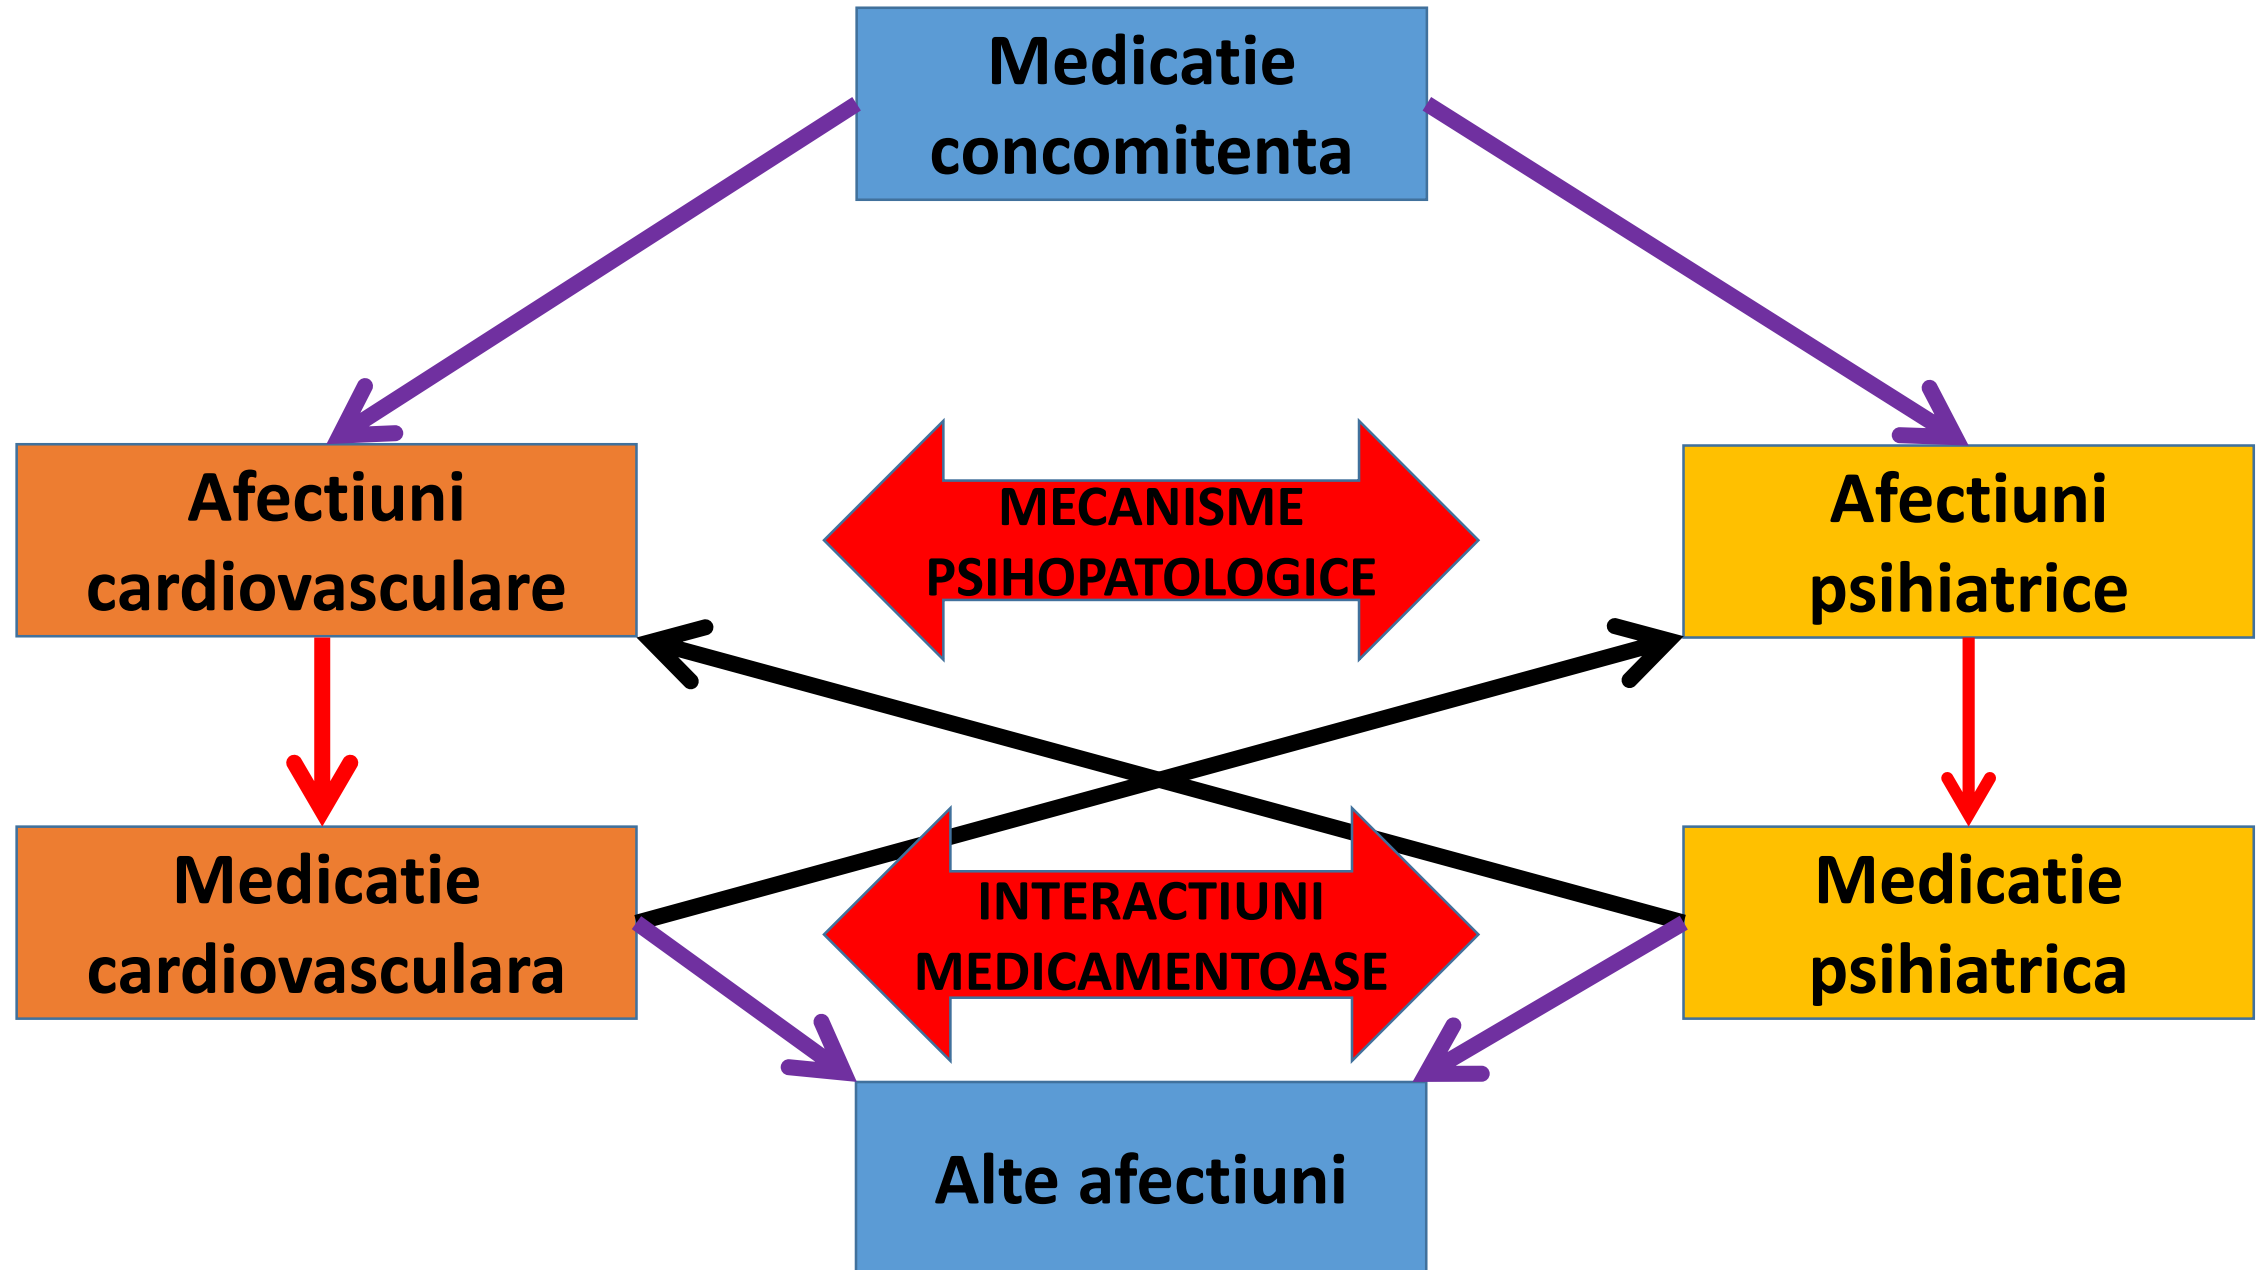 Medicatie
concomitenta
Afectiuni
cardiovasculare
MECANISME
PSIHOPATOLOGICE
Afectiuni
psihiatrice
Medicatie
cardiovasculara
INTERACTIUNI
MEDICAMENTOASE
Medicatie
psihiatrica
Alte afectiuni